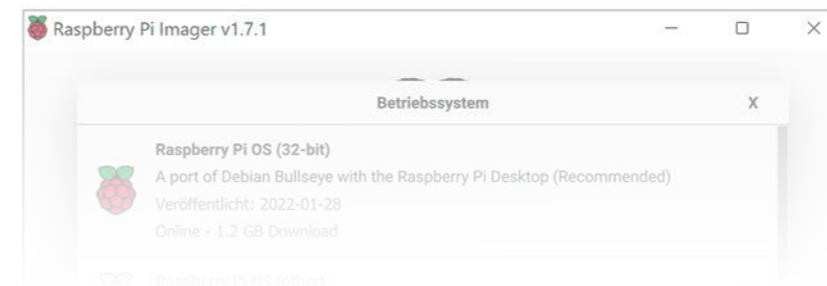 Raspberry Pi Imager v1.7.1
Betriebssystem X
Raspberry Pi OS (32-bit)
A port of Debian Bullseye with the Raspberry Pi Desktop (Recommended)
Veröffentlicht: 2022-01-28
Online - 1.2 GB Download
Raspberry Pi OS (other)